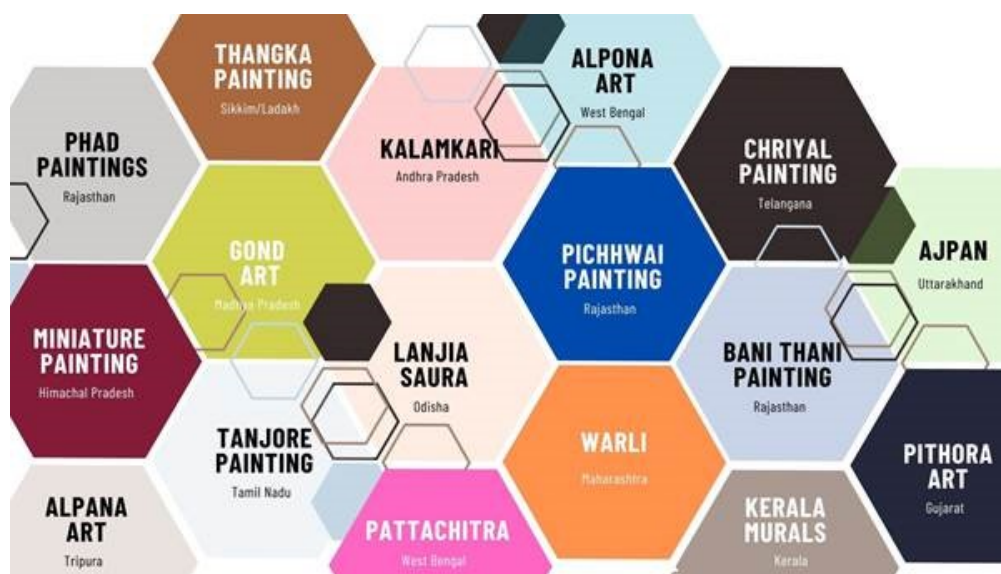 THANGKA
PAINTING
Sikkim/Ladakh
ALPONA
ART
West Bengal
PHAD
PAINTINGS
Rajasthan
KALAMKARI
Andhra Pradesh
CHRIYAL
PAINTING
Telangana
GOND
ART
Madhya Pradesh
PICHHWAI
PAINTING
Rajasthan
AJPAN
Uttarakhand
MINIATURE
PAINTING
Himachal Pradesh
LANJIA
SAURA
Odisha
BANI THANI
PAINTING
Rajasthan
TANJORE
PAINTING
Tamil Nadu
WARLI
Maharashtra
PITHORA
ART
Gujarat
ALPANA
ART
Tripura
PATTACHITRA
West Bengal
KERALA
MURALS
Kerala